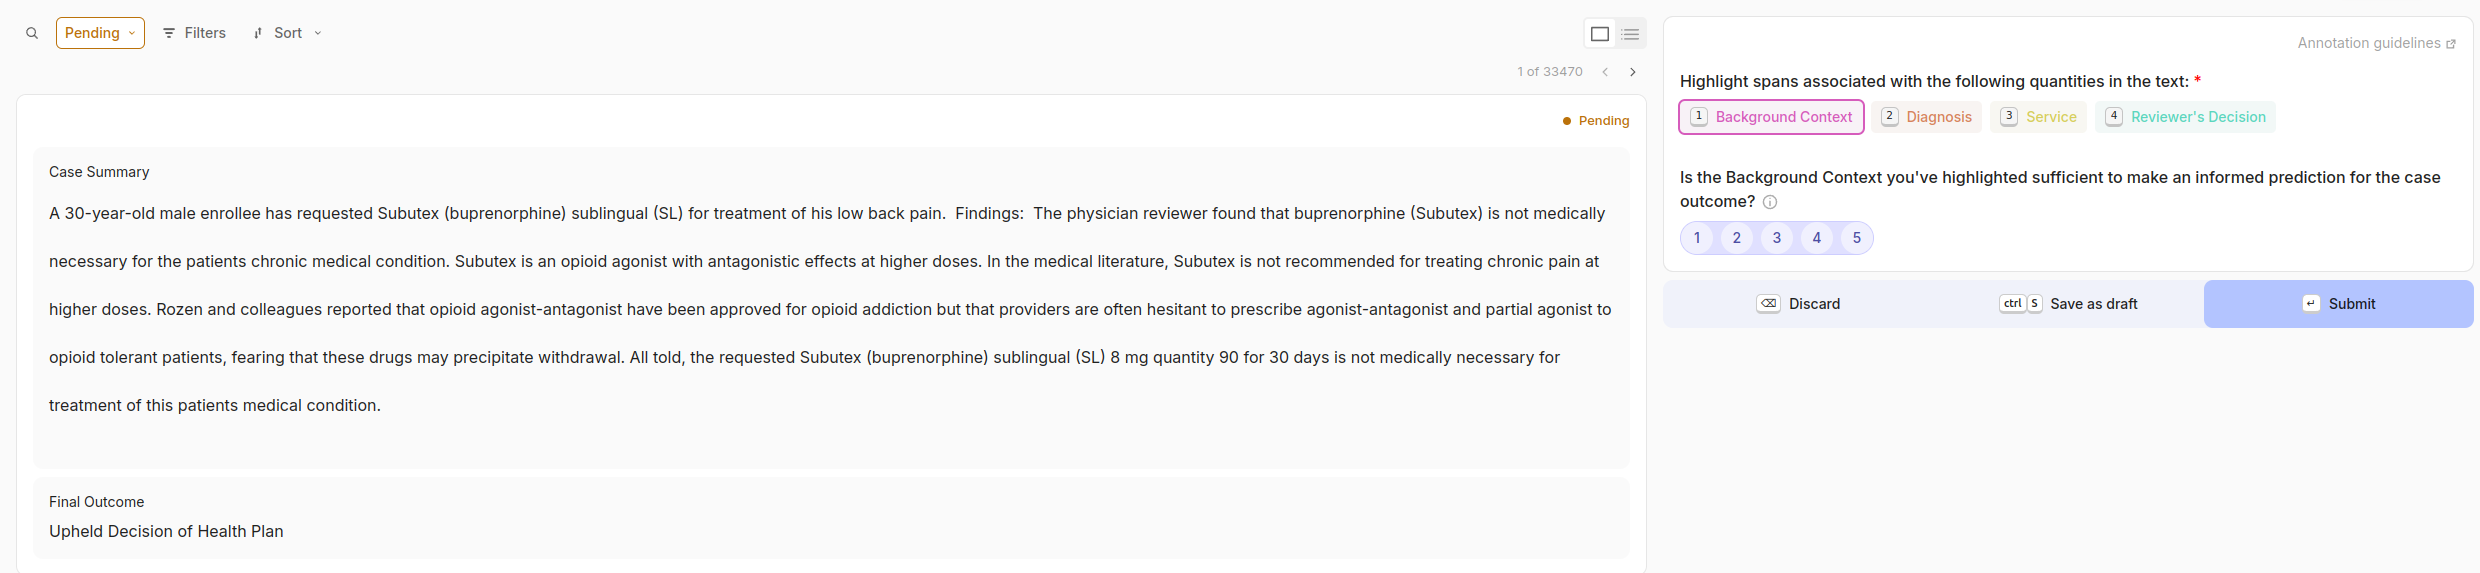 Pending
Filters
Sort
1 of 33470
Pending
Case Summary
A 30-year-old male enrollee has requested Subutex (buprenorphine) sublingual (SL) for treatment of his low back pain.  Findings:  The physician reviewer found that buprenorphine (Subutex) is not medically
necessary for the patients chronic medical condition. Subutex is an opioid agonist with antagonistic effects at higher doses. In the medical literature, Subutex is not recommended for treating chronic pain at
higher doses. Rozen and colleagues reported that opioid agonist-antagonist have been approved for opioid addiction but that providers are often hesitant to prescribe agonist-antagonist and partial agonist to
opioid tolerant patients, fearing that these drugs may precipitate withdrawal. All told, the requested Subutex (buprenorphine) sublingual (SL) 8 mg quantity 90 for 30 days is not medically necessary for
treatment of this patients medical condition.
Final Outcome
Upheld Decision of Health Plan
Annotation guidelines
Highlight spans associated with the following quantities in the text: *
1 Background Context 2 Diagnosis 3 Service 4 Reviewer's Decision
Is the Background Context you've highlighted sufficient to make an informed prediction for the case
outcome?
1 2 3 4 5
Discard
ctrl S Save as draft
Submit